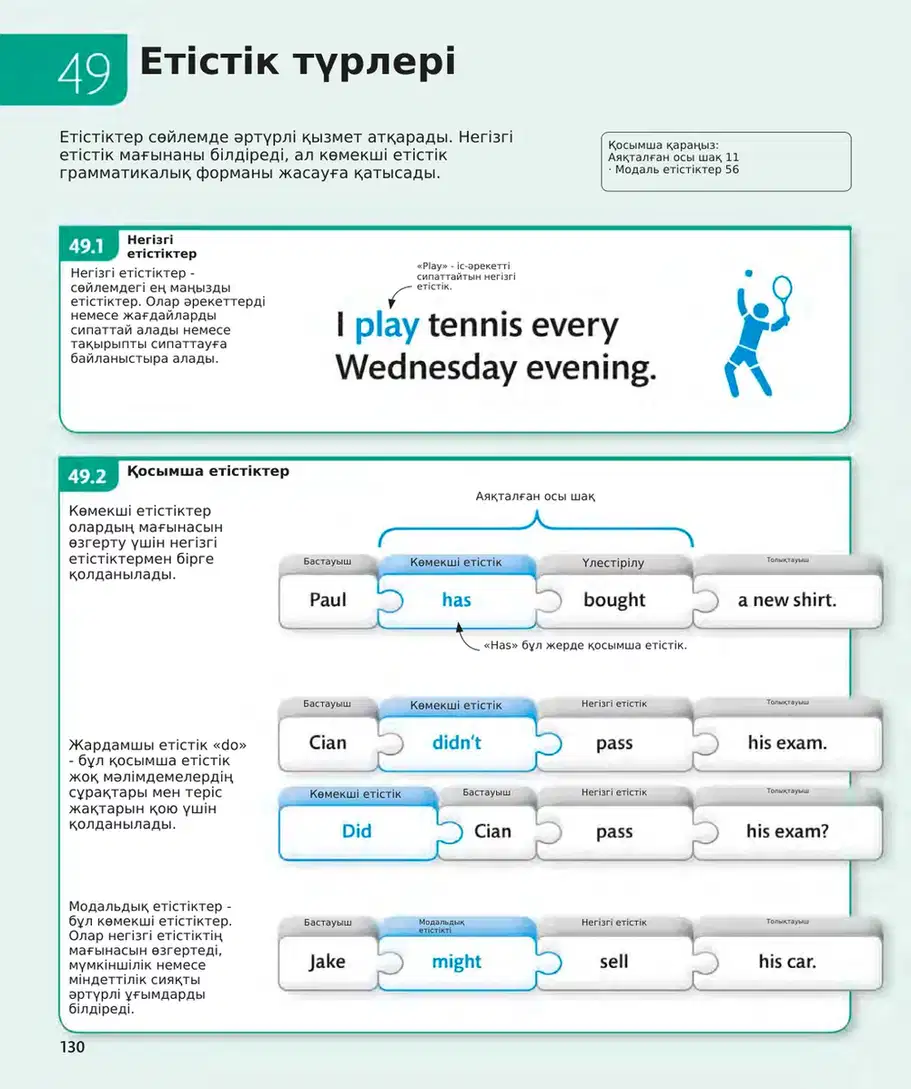 49
Етістік түрлері
Етістіктер сөйлемде әртүрлі қызмет атқарады. Негізгі
етістік мағынаны білдіреді, ал көмекші етістік
грамматикалық форманы жасауға қатысады.
Қосымша қараңыз:
Аяқталған осы шақ 11
· Модаль етістіктер 56
49.1
Негізгі
етістіктер
Негізгі етістіктер -
сөйлемдегі ең маңызды
етістіктер. Олар әрекеттерді
немесе жағдайларды
сипаттай алады немесе
тақырыпты сипаттауға
байланыстыра алады.
«Play» - іс-әрекетті
сипаттайтын негізгі
етістік.
I play tennis every
Wednesday evening.
49.2
Қосымша етістіктер
Көмекші етістіктер
олардың мағынасын
өзгерту үшін негізгі
етістіктермен бірге
қолданылады.
Аяқталған осы шақ
Бастауыш Көмекші етістік Үлестірілу Толықтауыш
Paul has bought a new shirt.
«Has» бұл жерде қосымша етістік.
Жардамшы етістік «do»
- бұл қосымша етістік
жоқ мәлімдемелердің
сұрақтары мен теріс
жақтарын қою үшін
қолданылады.
Бастауыш Көмекші етістік Негізгі етістік Толықтауыш
Cian didn't pass his exam.
Көмекші етістік Бастауыш Негізгі етістік Толықтауыш
Did Cian pass his exam?
Модальдық етістіктер -
бұл көмекші етістіктер.
Олар негізгі етістіктің
мағынасын өзгертеді,
мүмкіншілік немесе
міндеттілік сияқты
әртүрлі ұғымдарды
білдіреді.
Бастауыш Модальдық
етістікті Негізгі етістік Толықтауыш
Jake might sell his car.
130